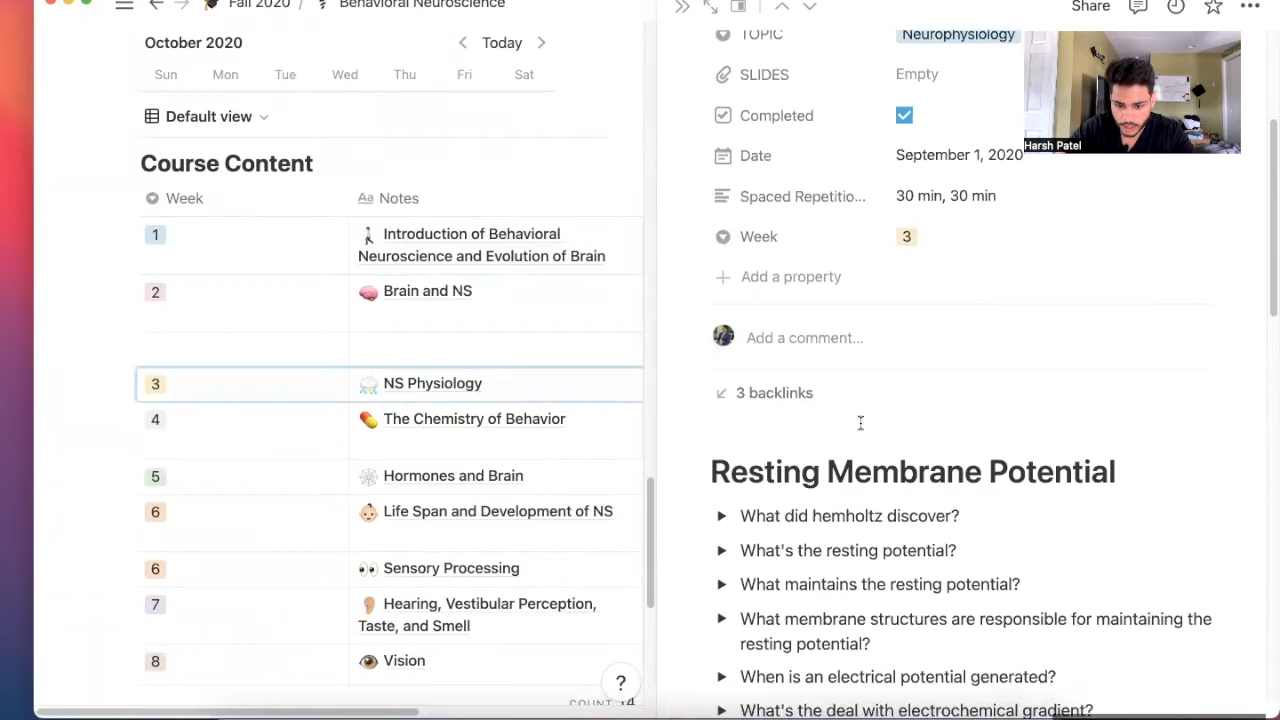 Fall 2020 / Behavioral Neuroscience
October 2020
Today
Sun Mon Tue Wed Thu Fri Sat
Default view
Course Content
Week Aa Notes
1 Introduction of Behavioral
Neuroscience and Evolution of Brain
2 Brain and NS
3 NS Physiology
4 The Chemistry of Behavior
5 Hormones and Brain
6 Life Span and Development of NS
6 Sensory Processing
7 Hearing, Vestibular Perception,
Taste, and Smell
8 Vision
COUNT 14
?
Share
TOPIC Neurophysiology
SLIDES Empty
Completed
Date September 1, 2020
Spaced Repetitio... 30 min, 30 min
Week 3
Add a property
Add a comment...
3 backlinks
Resting Membrane Potential
What did hemholtz discover?
What's the resting potential?
What maintains the resting potential?
What membrane structures are responsible for maintaining the
resting potential?
When is an electrical potential generated?
What's the deal with electrochemical gradient?
Harsh Patel